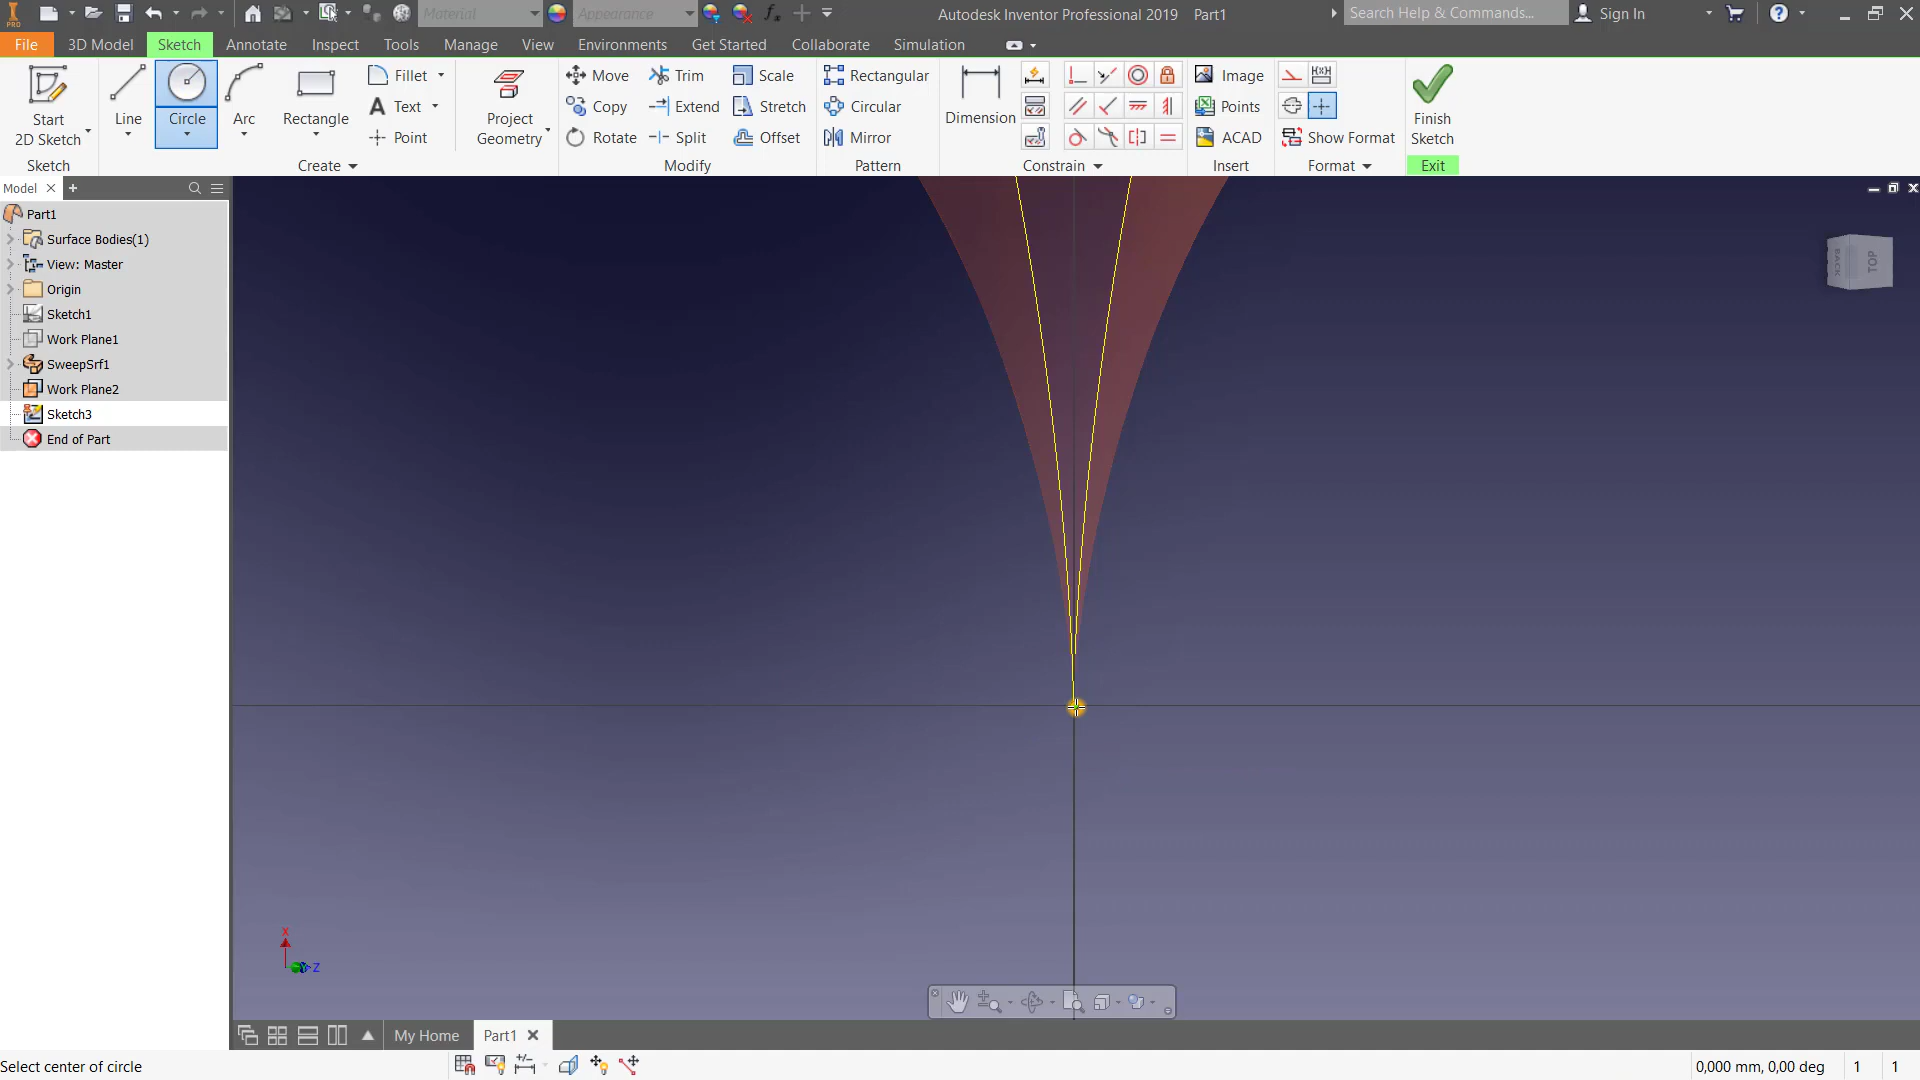 PRO
Material
Appearance
Autodesk Inventor Professional 2019 Part1
Search Help & Commands...
Sign In
File 3D Model Sketch Annotate Inspect Tools Manage View Environments Get Started Collaborate Simulation
Start
2D Sketch
Line
Circle
Arc
Rectangle
Fillet
Text
Point
Project
Geometry
Move
Copy
Rotate
Trim
Extend
Split
Scale
Stretch
Offset
Rectangular
Circular
Mirror
Dimension
Image
Points
ACAD
Show Format
Finish
Sketch
Sketch Create Modify Pattern Constrain Insert Format Exit
Model
Part1
Surface Bodies(1)
View: Master
Origin
Sketch1
Work Plane1
SweepSrf1
Work Plane2
Sketch3
End of Part
BACK
TOP
X
Z
My Home Part1
Select center of circle
0,000 mm, 0,00 deg 1 1